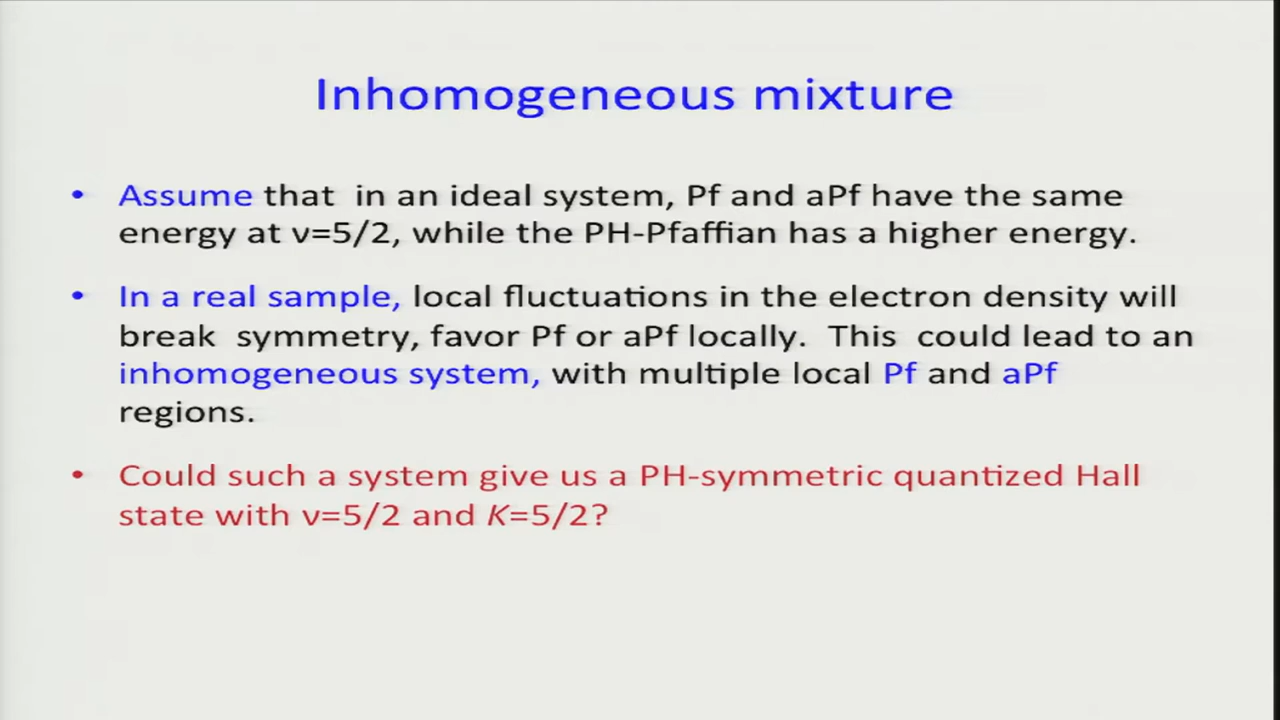 Inhomogeneous mixture
• Assume that in an ideal system, Pf and aPf have the same
energy at ν=5/2, while the PH-Pfaffian has a higher energy.
• In a real sample, local fluctuations in the electron density will
break symmetry, favor Pf or aPf locally. This could lead to an
inhomogeneous system, with multiple local Pf and aPf
regions.
• Could such a system give us a PH-symmetric quantized Hall
state with ν=5/2 and K=5/2?